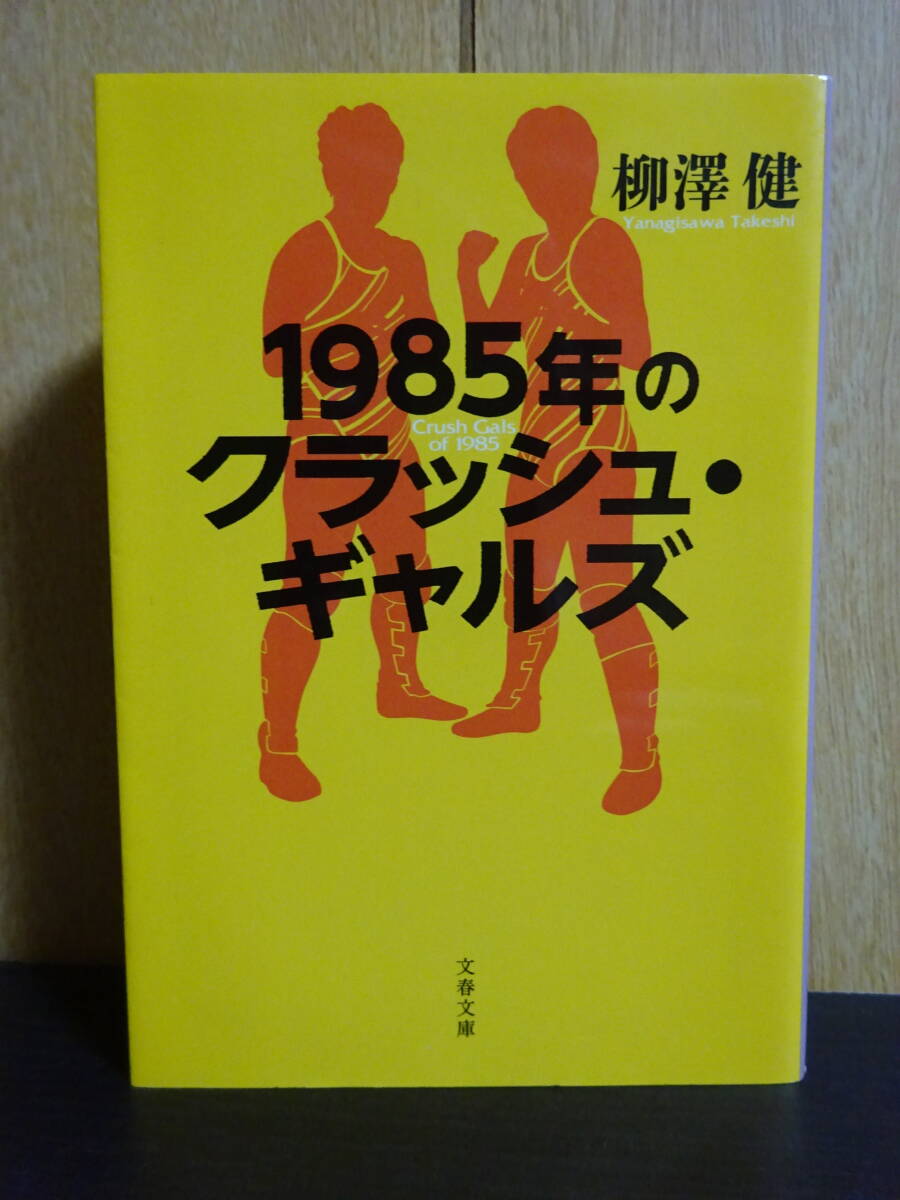 柳澤 健
Yanagisawa Takeshi
1985年の
Crush Gals
of 1985
クラッシュ・
ギャルズ
文春文庫